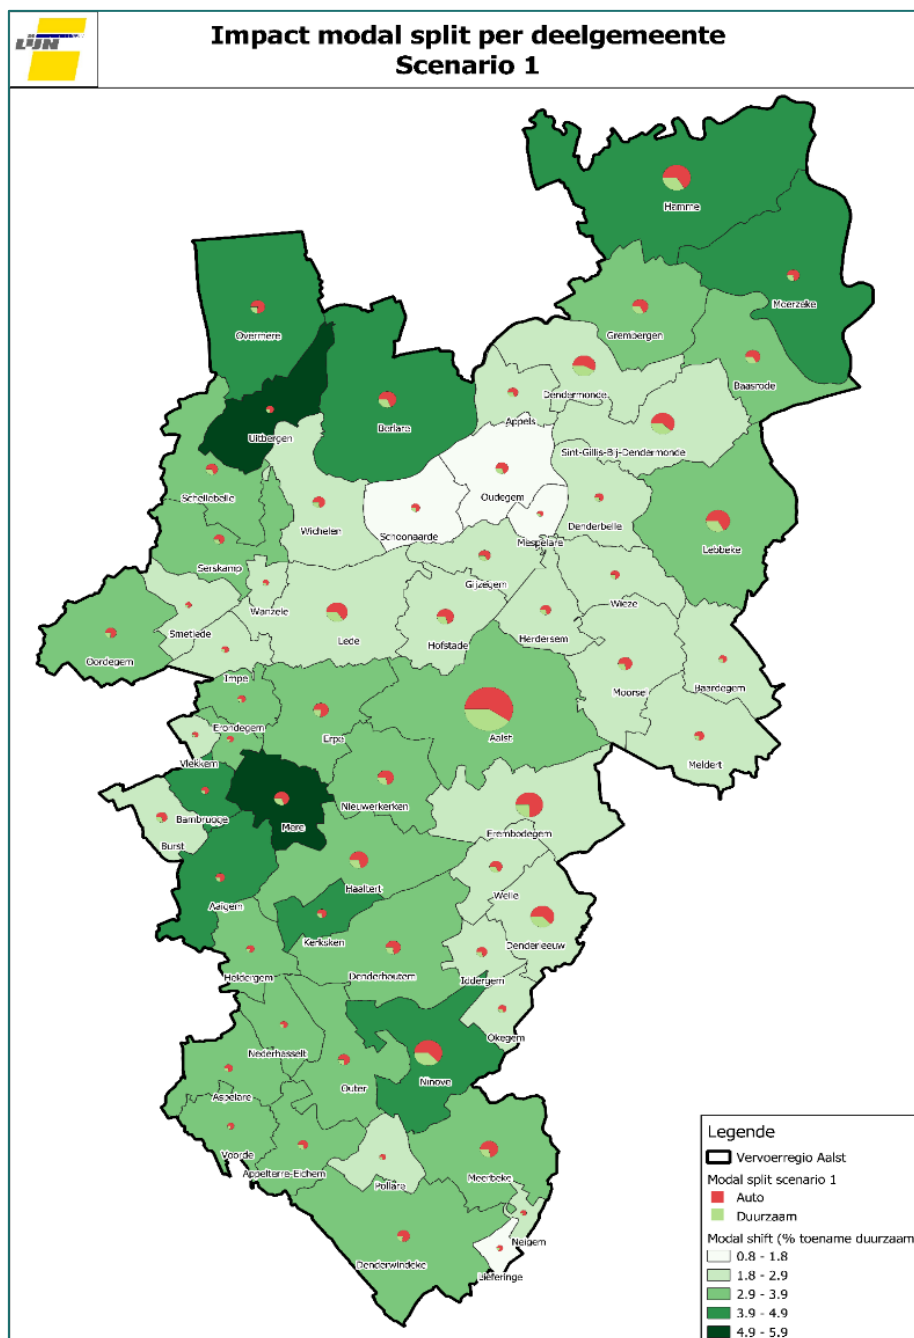 LIJN
Impact modal split per deelgemeente
Scenario 1
Hamme
Moerzeke
Overmere
Grembergen
Baasrode
Dendermonde
Berlare
Appels
Uitbergen
Sint-Gillis-Bij-Dendermonde
Schellebelle
Oudegem
Wichelen
Denderbelle
Schoonaarde
Mespelare
Lebbeke
Serskamp
Gijzegem
Wanzele
Wieze
Smetlede
Lede
Hofstade
Herdersem
Oordegem
Impe
Moorse
Baardegem
Erondegem
Erpe
Aalst
Vlekkem
Meldert
Bambrugge
Mere
Nieuwerkerken
Erembodegem
Burst
Haaltert
Welle
Aaigem
Kerksken
Denderleeuw
Heldergem
Denderhoutem
Iddergem
Okegem
Nederhasselt
Ninove
Outer
Aspelare
Voorde
Appelterre-Eichem
Pollare
Meerbeke
Neigem
Denderwindeke
Lieferinge
Legende
Vervoerregio Aalst
Modal split scenario 1
Auto
Duurzaam
Modal shift (% toename duurzaam
0.8 - 1.8
1.8 - 2.9
2.9 - 3.9
3.9 - 4.9
4.9 - 5.9